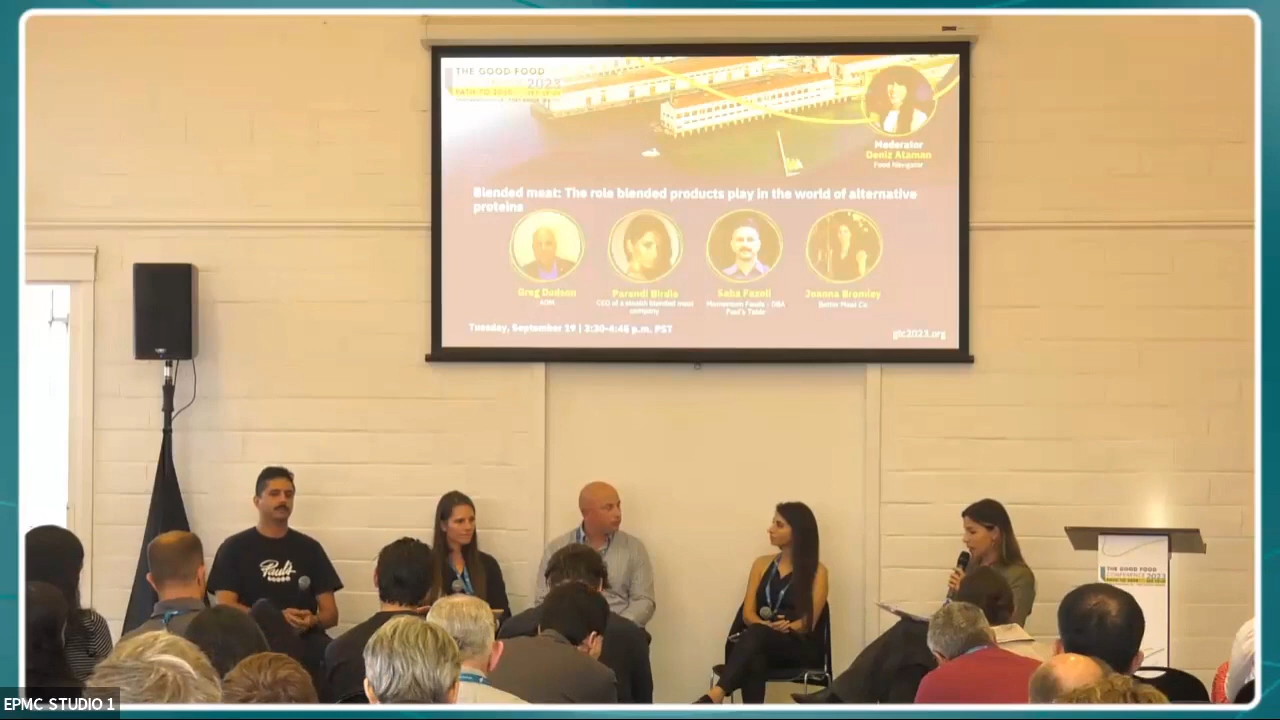 THE GOOD FOOD
2023
Moderator
Deniz Ataman
Food Navigator
Blended meat: The role blended products play in the world of alternative
proteins
Greg Dodson
ADM
Parendi Birdie
CCO of a stealth blended meat
company
Saba Fazeli
Momentum Foods - DBA
Paul's Table
Joanna Bromley
Better Meat Co
Tuesday, September 19 | 3:30-4:45 p.m. PST
gfc2023.org
Paul's
THE GOOD FOOD
CONFERENCE 2023
EPMC STUDIO 1